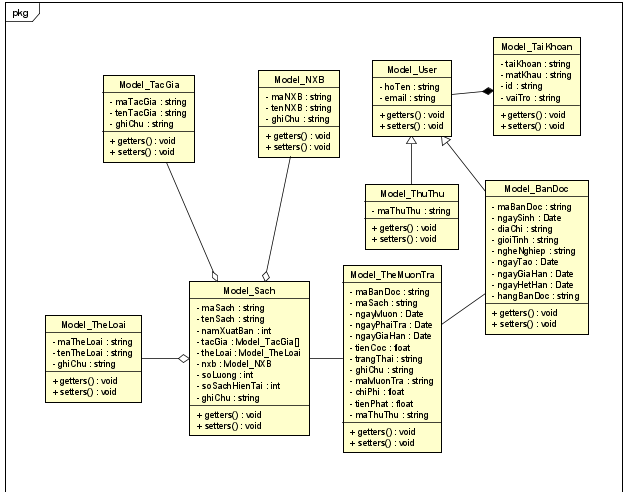 pkg
Model_TacGia
- maTacGia : string
- tenTacGia : string
- ghiChu : string
+ getters() : void
+ setters() : void
Model_NXB
- maNXB : string
- tenNXB : string
- ghiChu : string
+ getters() : void
+ setters() : void
Model_User
- hoTen : string
- email : string
+ getters() : void
+ setters() : void
Model_TaiKhoan
- taiKhoan : string
- matKhau : string
- id : string
- vaiTro : string
+ getters() : void
+ setters() : void
Model_ThuThu
- maThuThu : string
+ getters() : void
+ setters() : void
Model_BanDoc
- maBanDoc : string
- ngaySinh : Date
- diaChi : string
- gioiTinh : string
- ngheNghiep : string
- ngayTao : Date
- ngayGiaHan : Date
- ngayHetHan : Date
- hangBanDoc : string
+ getters() : void
+ setters() : void
Model_TheLoai
- maTheLoai : string
- tenTheLoai : string
- ghiChu : string
+ getters() : void
+ setters() : void
Model_Sach
- maSach : string
- tenSach : string
- namXuatBan : int
- tacGia : Model_TacGia[]
- theLoai : Model_TheLoai
- nxb : Model_NXB
- soLuong : int
- soSachHienTai : int
- ghiChu : string
+ getters() : void
+ setters() : void
Model_TheMuonTra
- maBanDoc : string
- maSach : string
- ngayMuon : Date
- ngayPhaiTra : Date
- ngayGiaHan : Date
- tienCoc : float
- trangThai : string
- ghiChu : string
- maMuonTra : string
- chiPhi : float
- tienPhat : float
- maThuThu : string
+ getters() : void
+ setters() : void